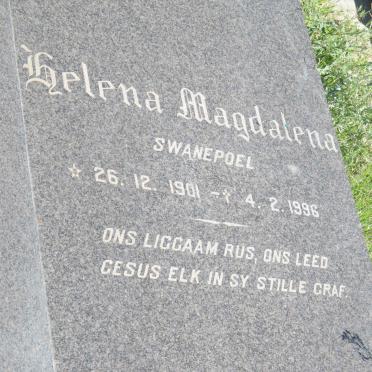 Helena Magdalena
SWANEPOEL
☆ 26. 12. 1901 - ✝ 4. 2. 1996
ONS LIGGAAM RUS, ONS LEED
GESUS ELK IN SY STILLE GRAF.